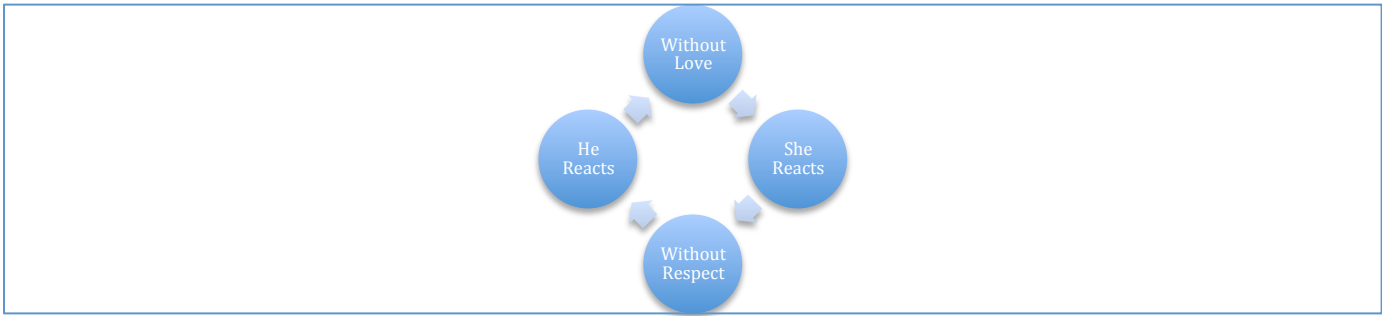 Without
Love
She
Reacts
Without
Respect
He
Reacts